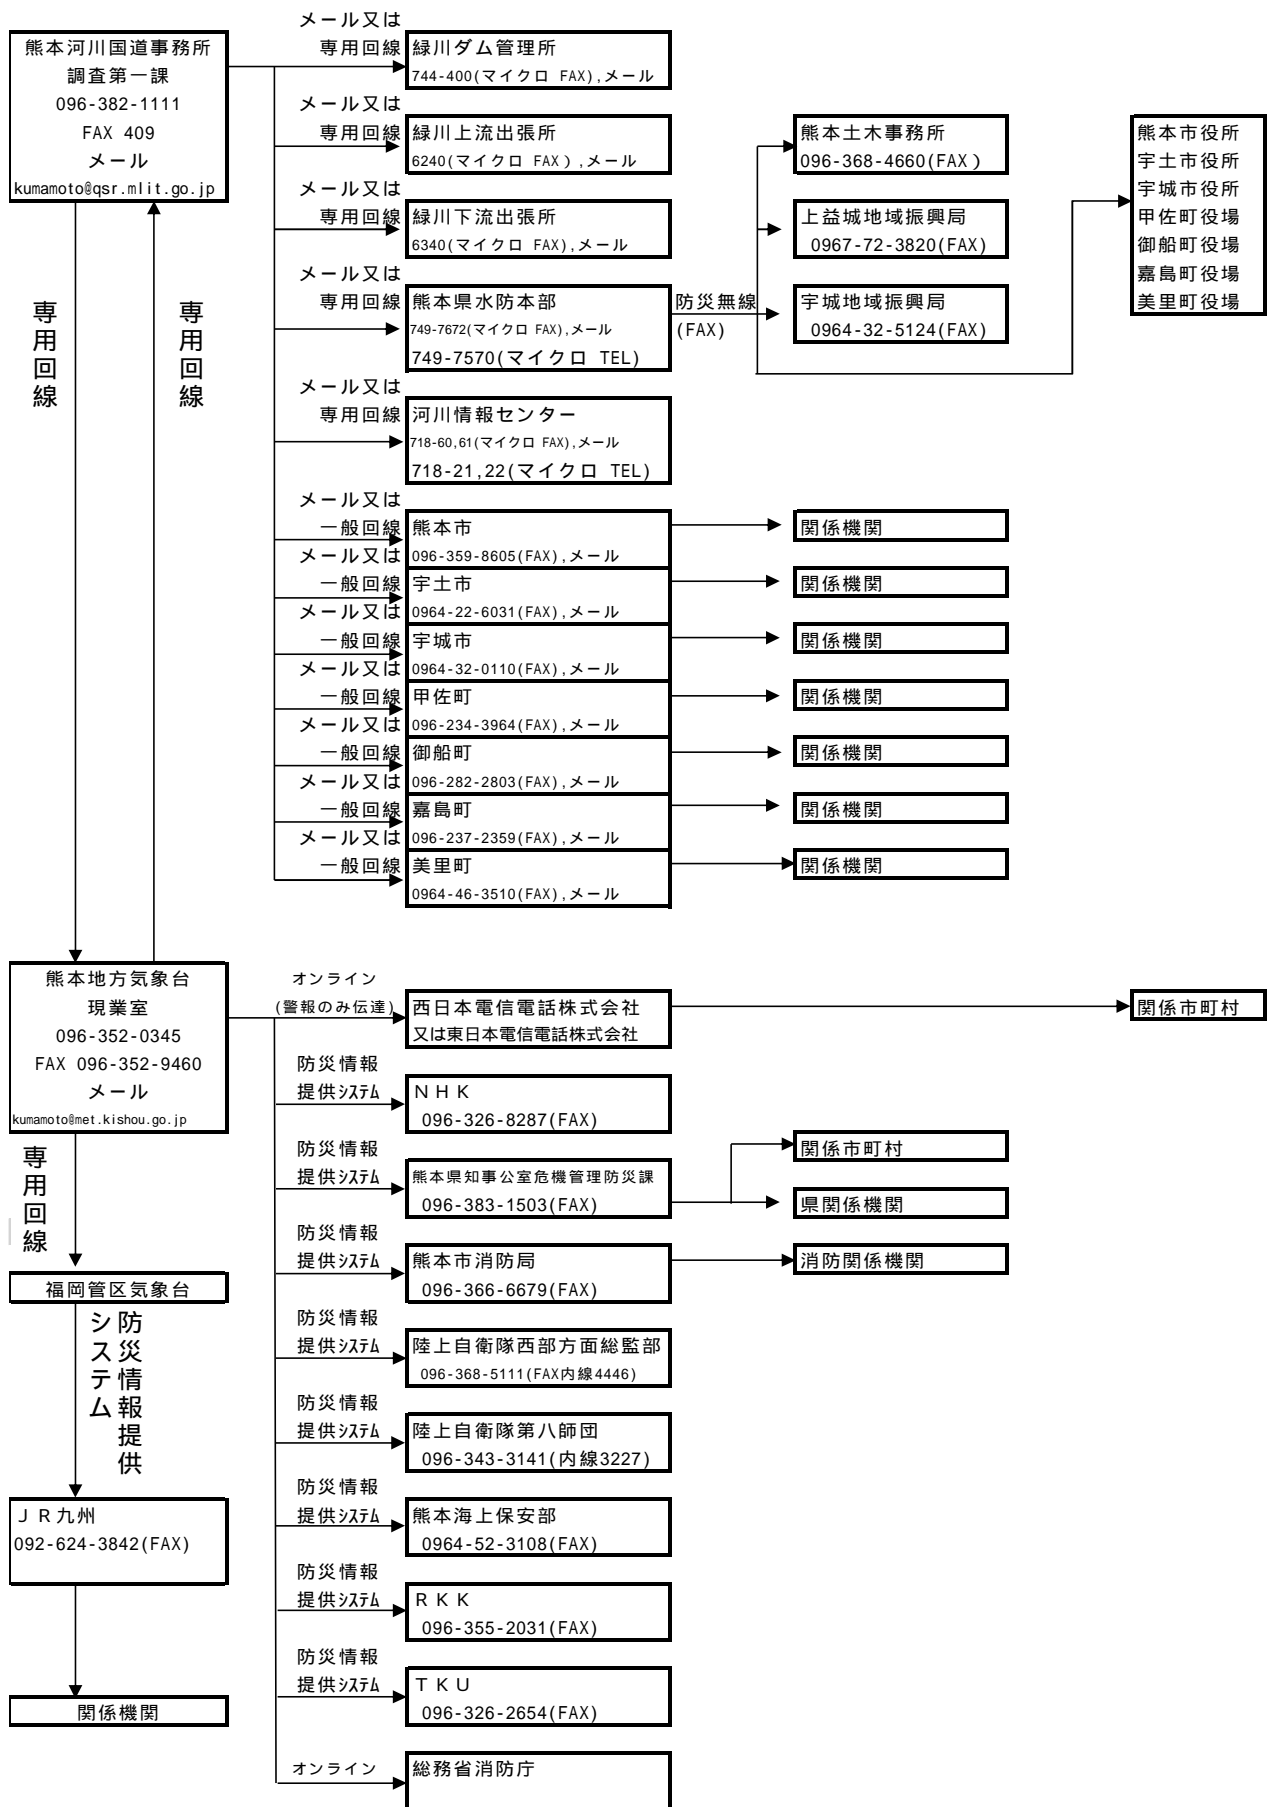 熊本河川国道事務所
調査第一課
096-382-1111
FAX 409
メール
kumamoto@qsr.mlit.go.jp
メール又は
専用回線
緑川ダム管理所
744-400(マイクロ FAX),メール
メール又は
専用回線
緑川上流出張所
6240(マイクロ FAX),メール
メール又は
専用回線
緑川下流出張所
6340(マイクロ FAX),メール
メール又は
専用回線
熊本県水防本部
749-7672(マイクロ FAX),メール
749-7570(マイクロ TEL)
防災無線
(FAX)
熊本土木事務所
096-368-4660(FAX)
上益城地域振興局
0967-72-3820(FAX)
宇城地域振興局
0964-32-5124(FAX)
熊本市役所
宇土市役所
宇城市役所
甲佐町役場
御船町役場
嘉島町役場
美里町役場
専用回線
専用回線
メール又は
専用回線
河川情報センター
718-60,61(マイクロ FAX),メール
718-21,22(マイクロ TEL)
メール又は
一般回線
熊本市
096-359-8605(FAX),メール
関係機関
メール又は
一般回線
宇土市
0964-22-6031(FAX),メール
関係機関
メール又は
一般回線
宇城市
0964-32-0110(FAX),メール
関係機関
メール又は
一般回線
甲佐町
096-234-3964(FAX),メール
関係機関
メール又は
一般回線
御船町
096-282-2803(FAX),メール
関係機関
メール又は
一般回線
嘉島町
096-237-2359(FAX),メール
関係機関
メール又は
一般回線
美里町
0964-46-3510(FAX),メール
関係機関
熊本地方気象台
現業室
096-352-0345
FAX 096-352-9460
メール
kumamoto@met.kishou.go.jp
オンライン
(警報のみ伝達)
西日本電信電話株式会社
又は東日本電信電話株式会社
関係市町村
防災情報
提供システム
NHK
096-326-8287(FAX)
防災情報
提供システム
熊本県知事公室危機管理防災課
096-383-1503(FAX)
関係市町村
県関係機関
専用回線
防災情報
提供システム
熊本市消防局
096-366-6679(FAX)
消防関係機関
福岡管区気象台
防災情報提供
システム
防災情報
提供システム
陸上自衛隊西部方面総監部
096-368-5111(FAX内線4446)
防災情報
提供システム
陸上自衛隊第八師団
096-343-3141(内線3227)
JR九州
092-624-3842(FAX)
防災情報
提供システム
熊本海上保安部
0964-52-3108(FAX)
防災情報
提供システム
RKK
096-355-2031(FAX)
防災情報
提供システム
TKU
096-326-2654(FAX)
関係機関
オンライン
総務省消防庁